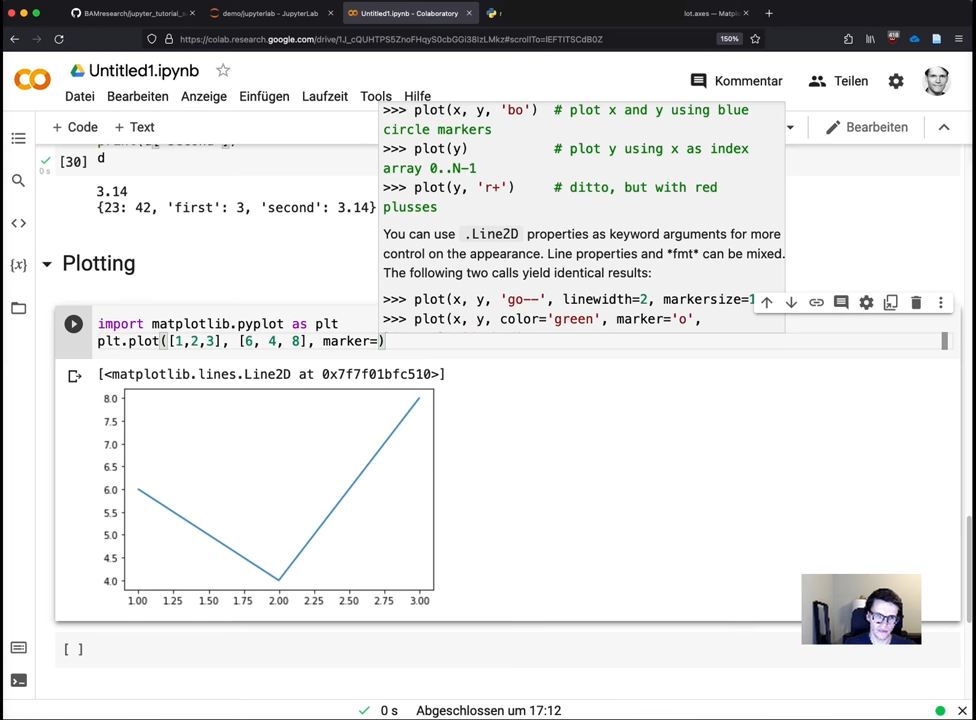 BAMresearch/jupyter_tutorial_s
demo/jupyterlab - JupyterLab
Untitled1.ipynb - Colaboratory
lot.axes — Matpl
https://colab.research.google.com/drive/1J_cQUHTPS5ZnoFHqyS0cbGGi38IzLMkz#scrollTo=lEFTITSCdB0Z
150%
418
Untitled1.ipynb
Kommentar
Teilen
Datei Bearbeiten Anzeige Einfügen Laufzeit Tools Hilfe
+ Code + Text
Bearbeiten
>>> plot(x, y, 'bo') # plot x and y using blue
circle markers
>>> plot(y) # plot y using x as index
array 0..N-1
>>> plot(y, 'r+') # ditto, but with red
plusses
You can use .Line2D properties as keyword arguments for more
control on the appearance. Line properties and *fmt* can be mixed.
The following two calls yield identical results:
>>> plot(x, y, 'go--', linewidth=2, markersize=1
>>> plot(x, y, color='green', marker='o',
[30] d
0 s
3.14
{23: 42, 'first': 3, 'second': 3.14}
{x}
Plotting
import matplotlib.pyplot as plt
plt.plot([1,2,3], [6, 4, 8], marker=)
[<matplotlib.lines.Line2D at 0x7f7f01bfc510>]
8.0
7.5
7.0
6.5
6.0
5.5
5.0
4.5
4.0
1.00 1.25 1.50 1.75 2.00 2.25 2.50 2.75 3.00
[ ]
0 s Abgeschlossen um 17:12